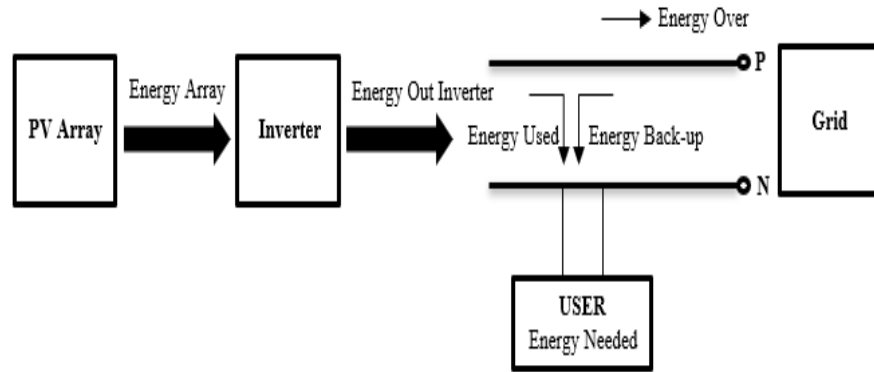 Energy Over
P
Energy Array
Energy Out Inverter
PV Array
Inverter
Grid
Energy Used
Energy Back-up
N
USER
Energy Needed